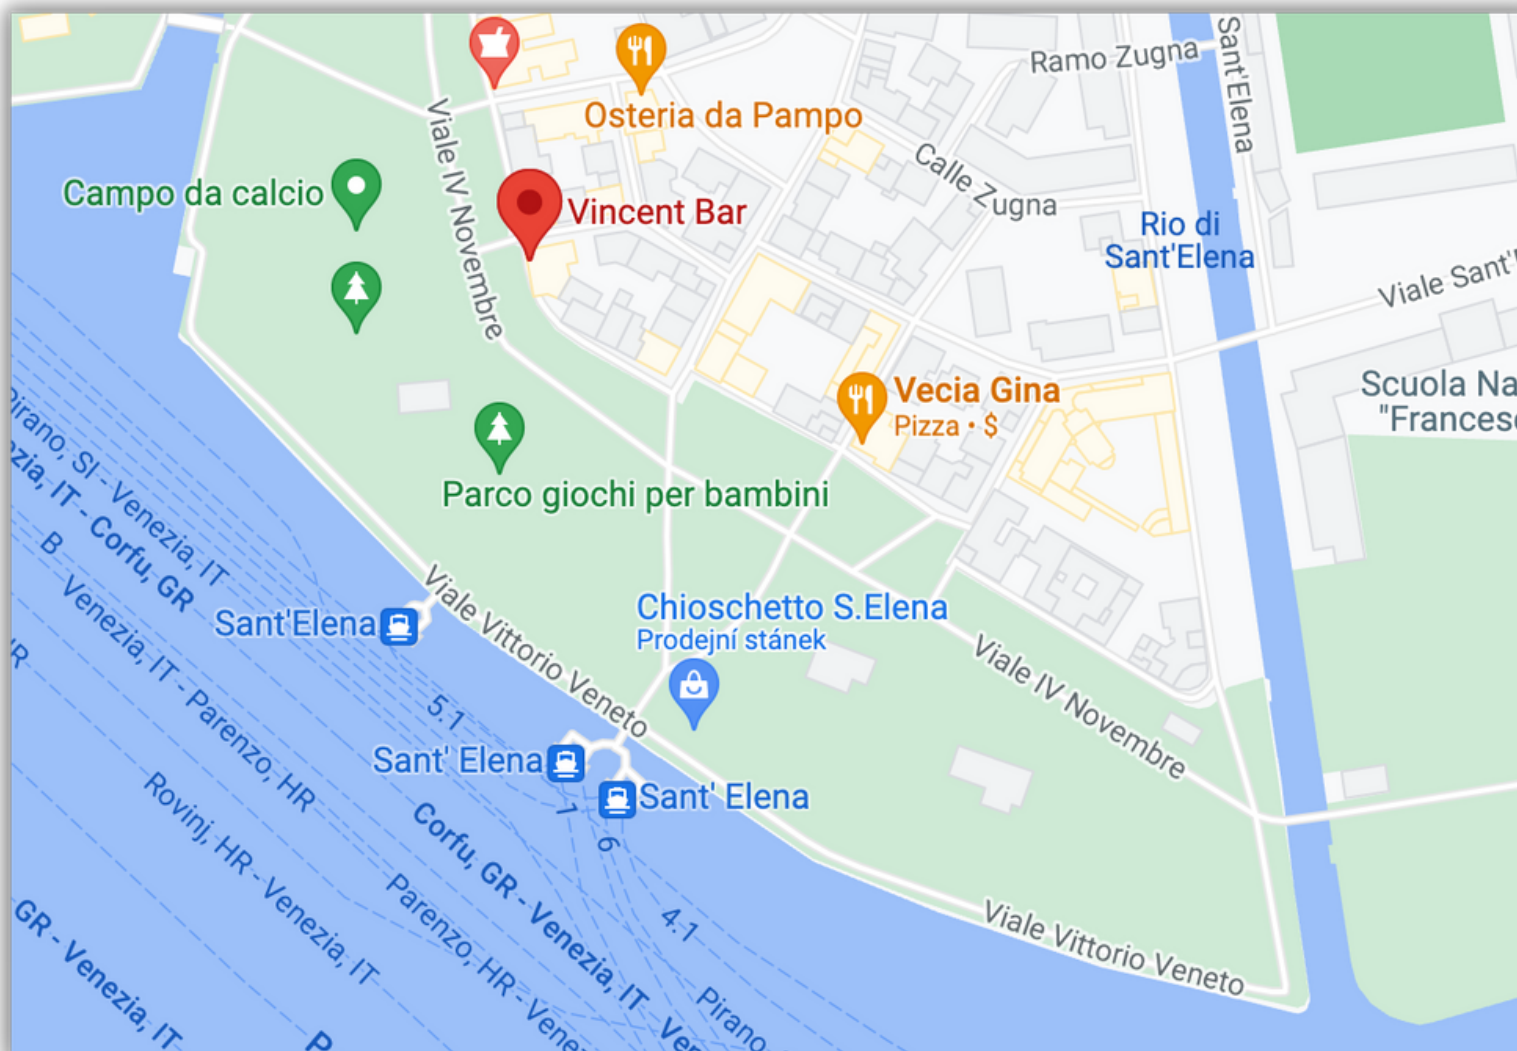 Sant'Elena
Ramo Zugna
Osteria da Pampo
Viale IV Novembre
Calle Zugna
Campo da calcio
Vincent Bar
Rio di
Sant'Elena
Viale Sant'
Vecia Gina
Pizza • $
Scuola Na
"Francesc
Parco giochi per bambini
Pirano, SI - Venezia, IT
zia, IT - Corfu, GR
B
Venezia, IT - Parenzo, HR
Sant'Elena
Viale Vittorio Veneto
Chioschetto S.Elena
Prodejní stánek
Viale IV Novembre
5.1
Sant' Elena
Sant' Elena
1
6
Rovinj, HR - Venezia, IT
Corfu, GR - Venezia, IT - Ven
Parenzo, HR - Venez
4.1
Viale Vittorio Veneto
GR - Venezia, IT
Pirano
P